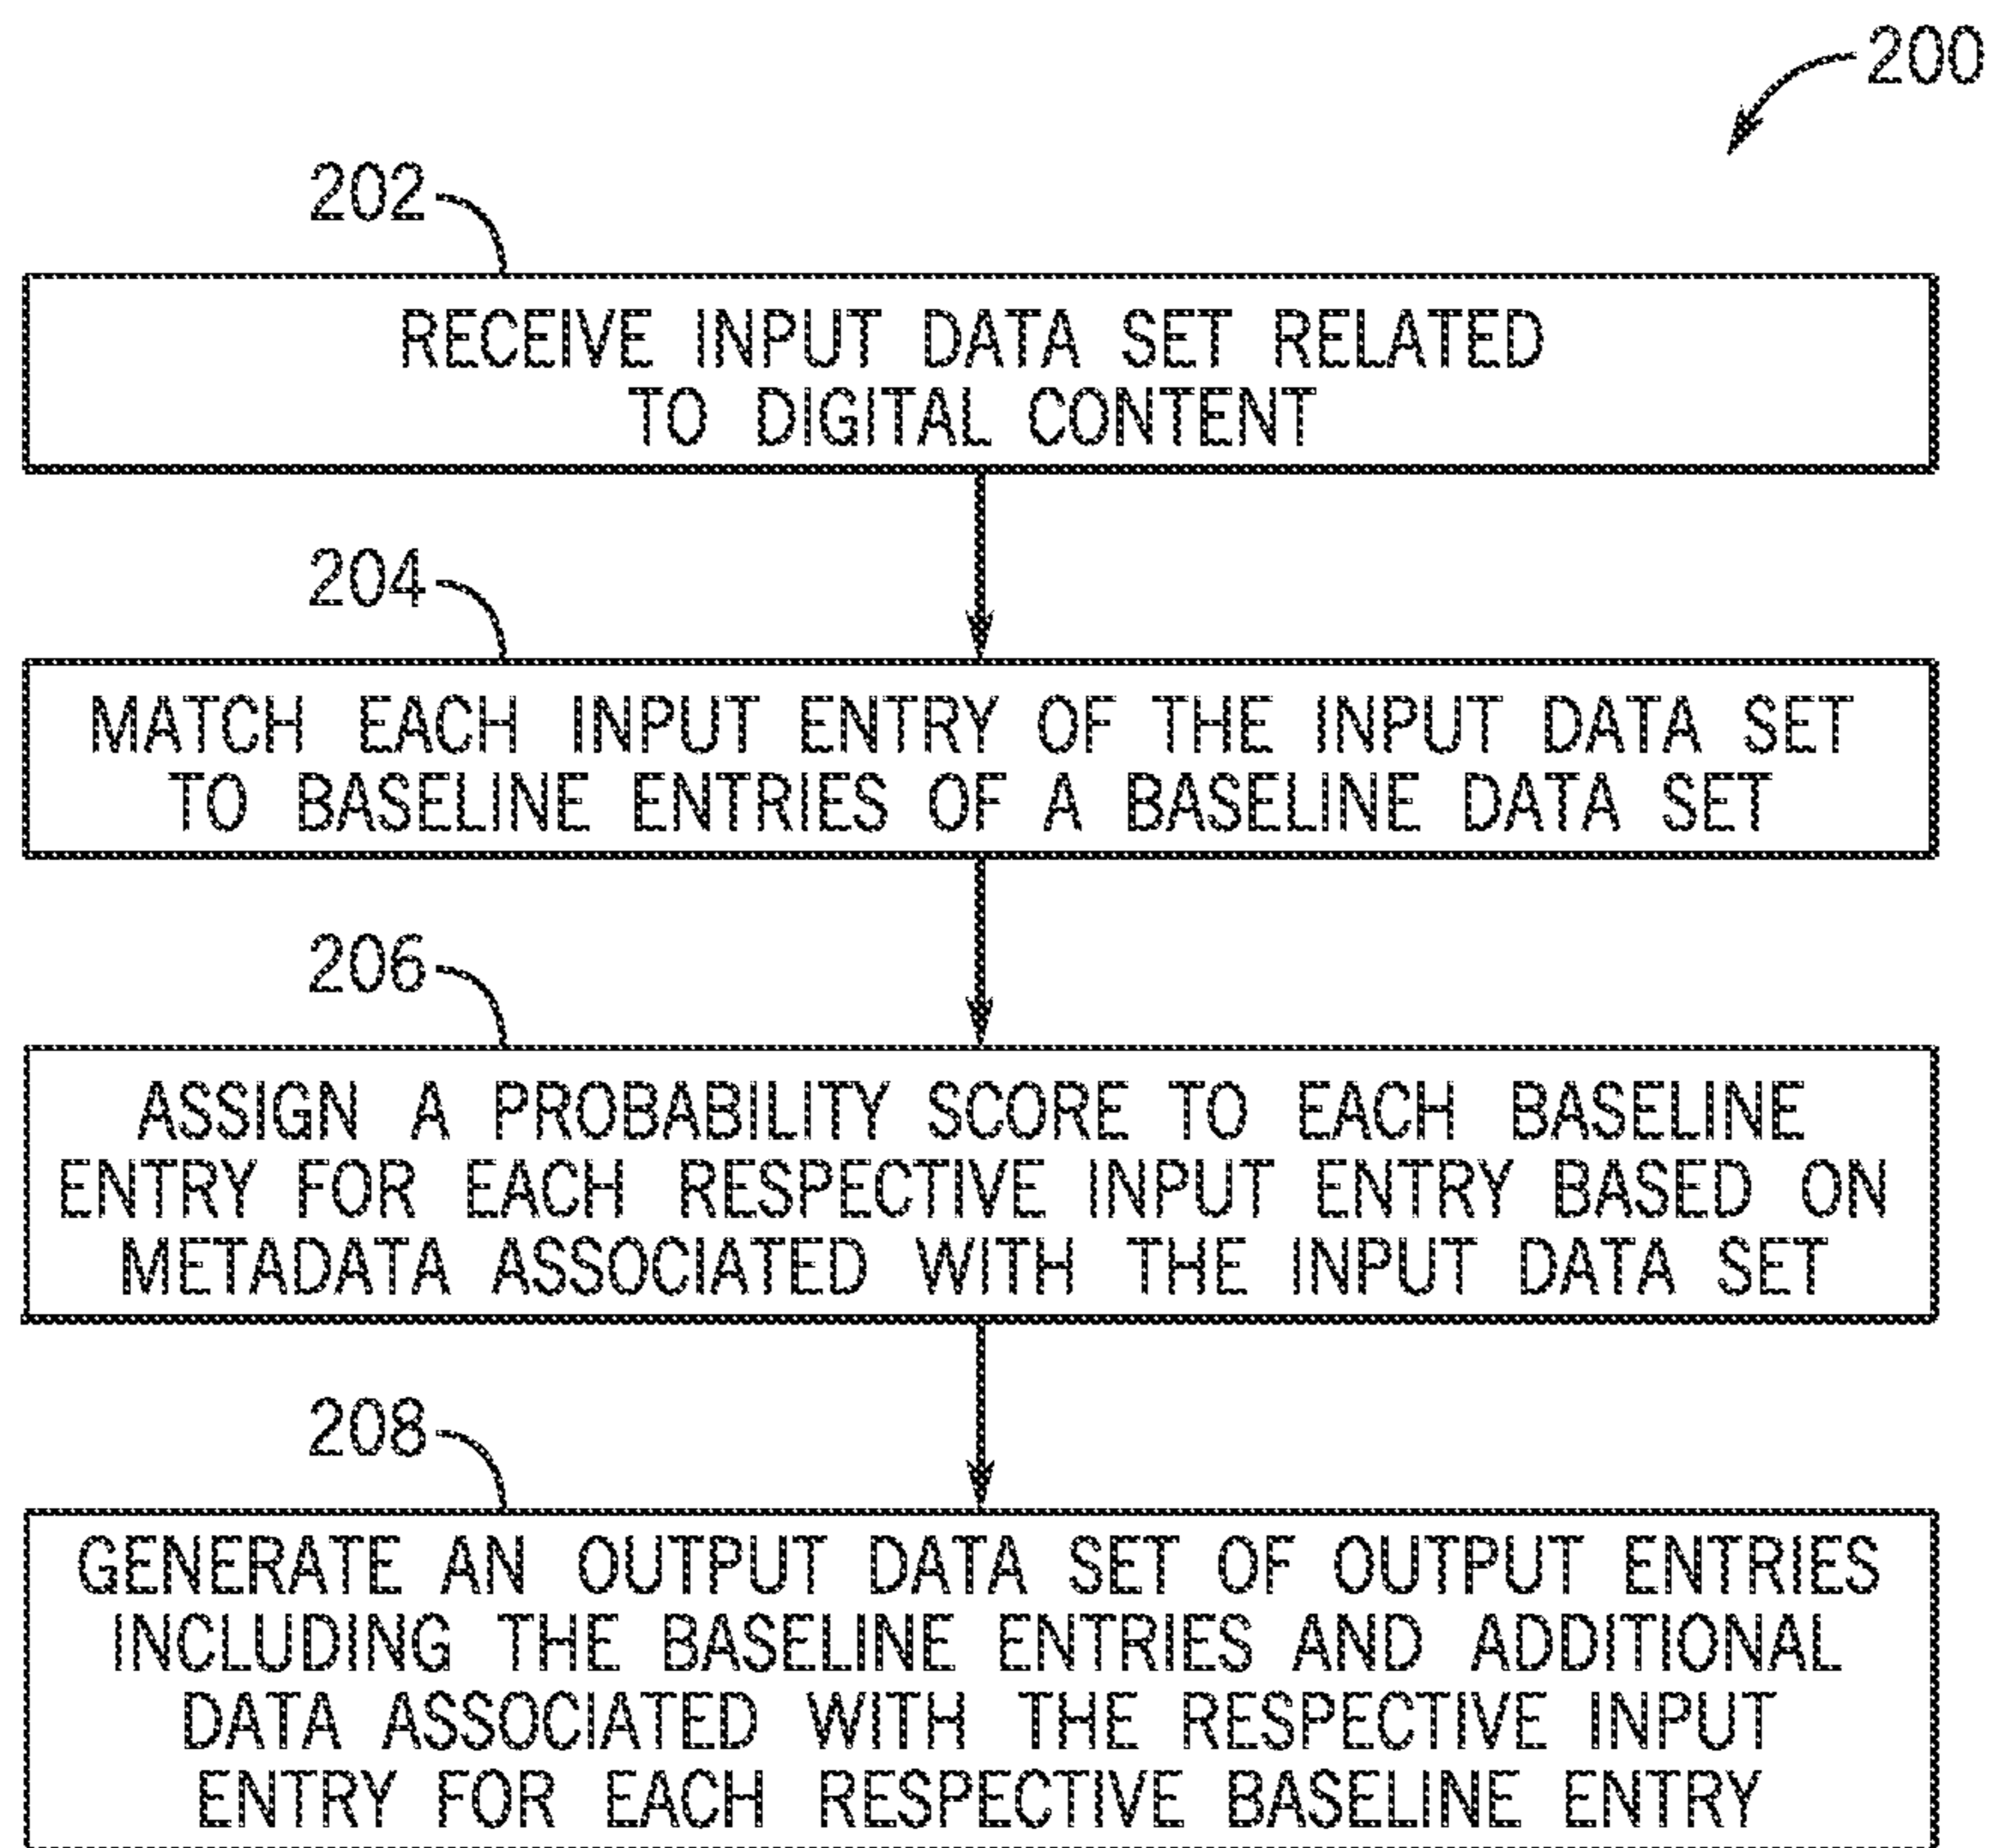 200
202
RECEIVE INPUT DATA SET RELATED
TO DIGITAL CONTENT
204
MATCH EACH INPUT ENTRY OF THE INPUT DATA SET
TO BASELINE ENTRIES OF A BASELINE DATA SET
206
ASSIGN A PROBABILITY SCORE TO EACH BASELINE
ENTRY FOR EACH RESPECTIVE INPUT ENTRY BASED ON
METADATA ASSOCIATED WITH THE INPUT DATA SET
208
GENERATE AN OUTPUT DATA SET OF OUTPUT ENTRIES
INCLUDING THE BASELINE ENTRIES AND ADDITIONAL
DATA ASSOCIATED WITH THE RESPECTIVE INPUT
ENTRY FOR EACH RESPECTIVE BASELINE ENTRY